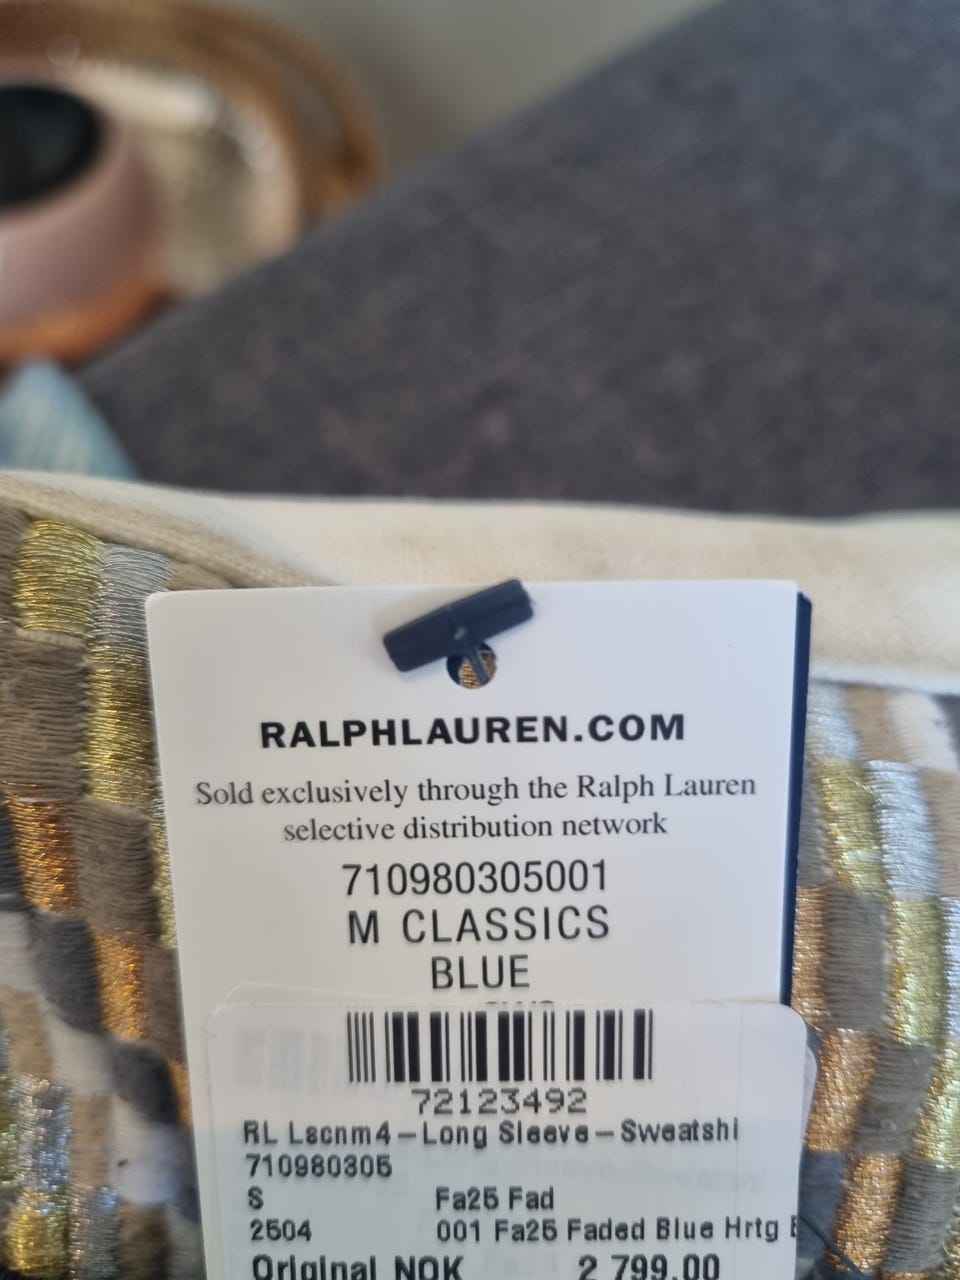 RALPHLAUREN.COM
Sold exclusively through the Ralph Lauren
selective distribution network
710980305001
M CLASSICS
BLUE
72123492
RL Lscnm4-Long Sleeve-Sweatshi
710980305
S Fa25 Fad
2504 001 Fa25 Faded Blue Hrtg
Original NOK 2 799.00